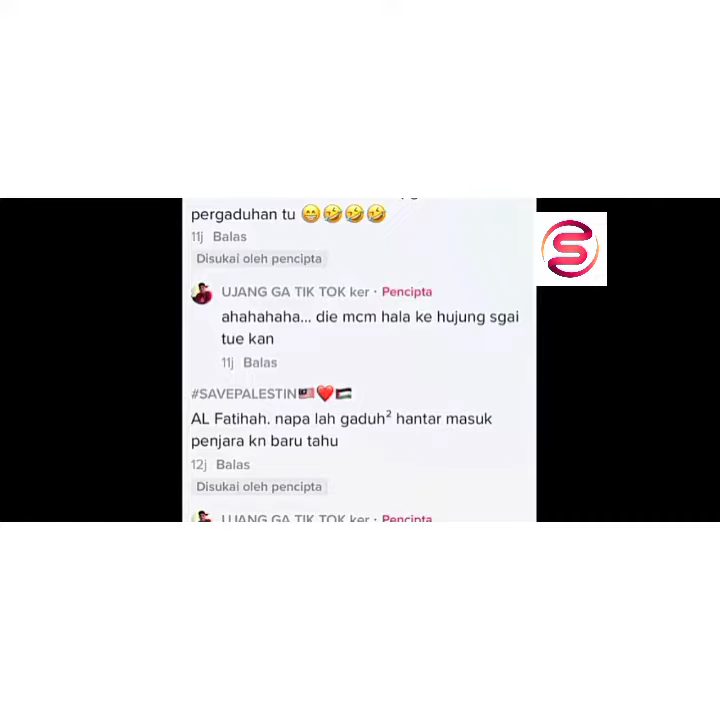 pergaduhan tu 😁🤣🤣🤣
11j Balas
Disukai oleh pencipta
UJANG GA TIK TOK ker · Pencipta
ahahahaha... die mcm hala ke hujung sgai
tue kan
11j Balas
#SAVEPALESTIN🇲🇾❤️🇵🇸
AL Fatihah. napa lah gaduh² hantar masuk
penjara kn baru tahu
12j Balas
Disukai oleh pencipta
UJANG GA TIK TOK ker · Pencipta